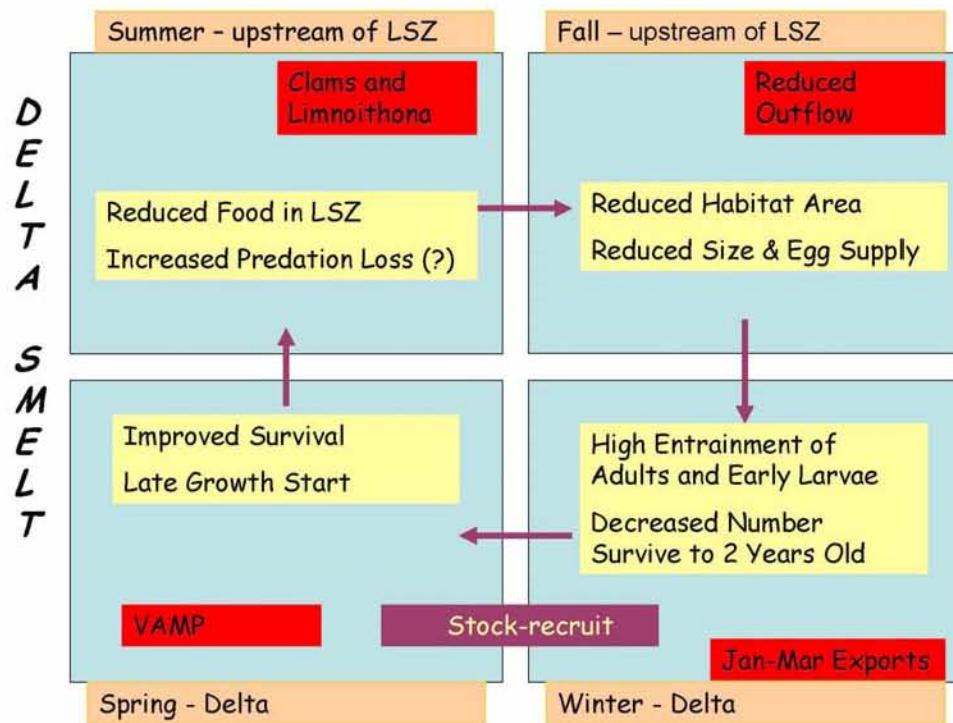 DELTA SMELT
Summer – upstream of LSZ
Clams and
Limnoithona
Reduced Food in LSZ
Increased Predation Loss (?)
Fall – upstream of LSZ
Reduced
Outflow
Reduced Habitat Area
Reduced Size & Egg Supply
Improved Survival
Late Growth Start
VAMP
Spring - Delta
Stock-recruit
High Entrainment of
Adults and Early Larvae
Decreased Number
Survive to 2 Years Old
Jan-Mar Exports
Winter - Delta